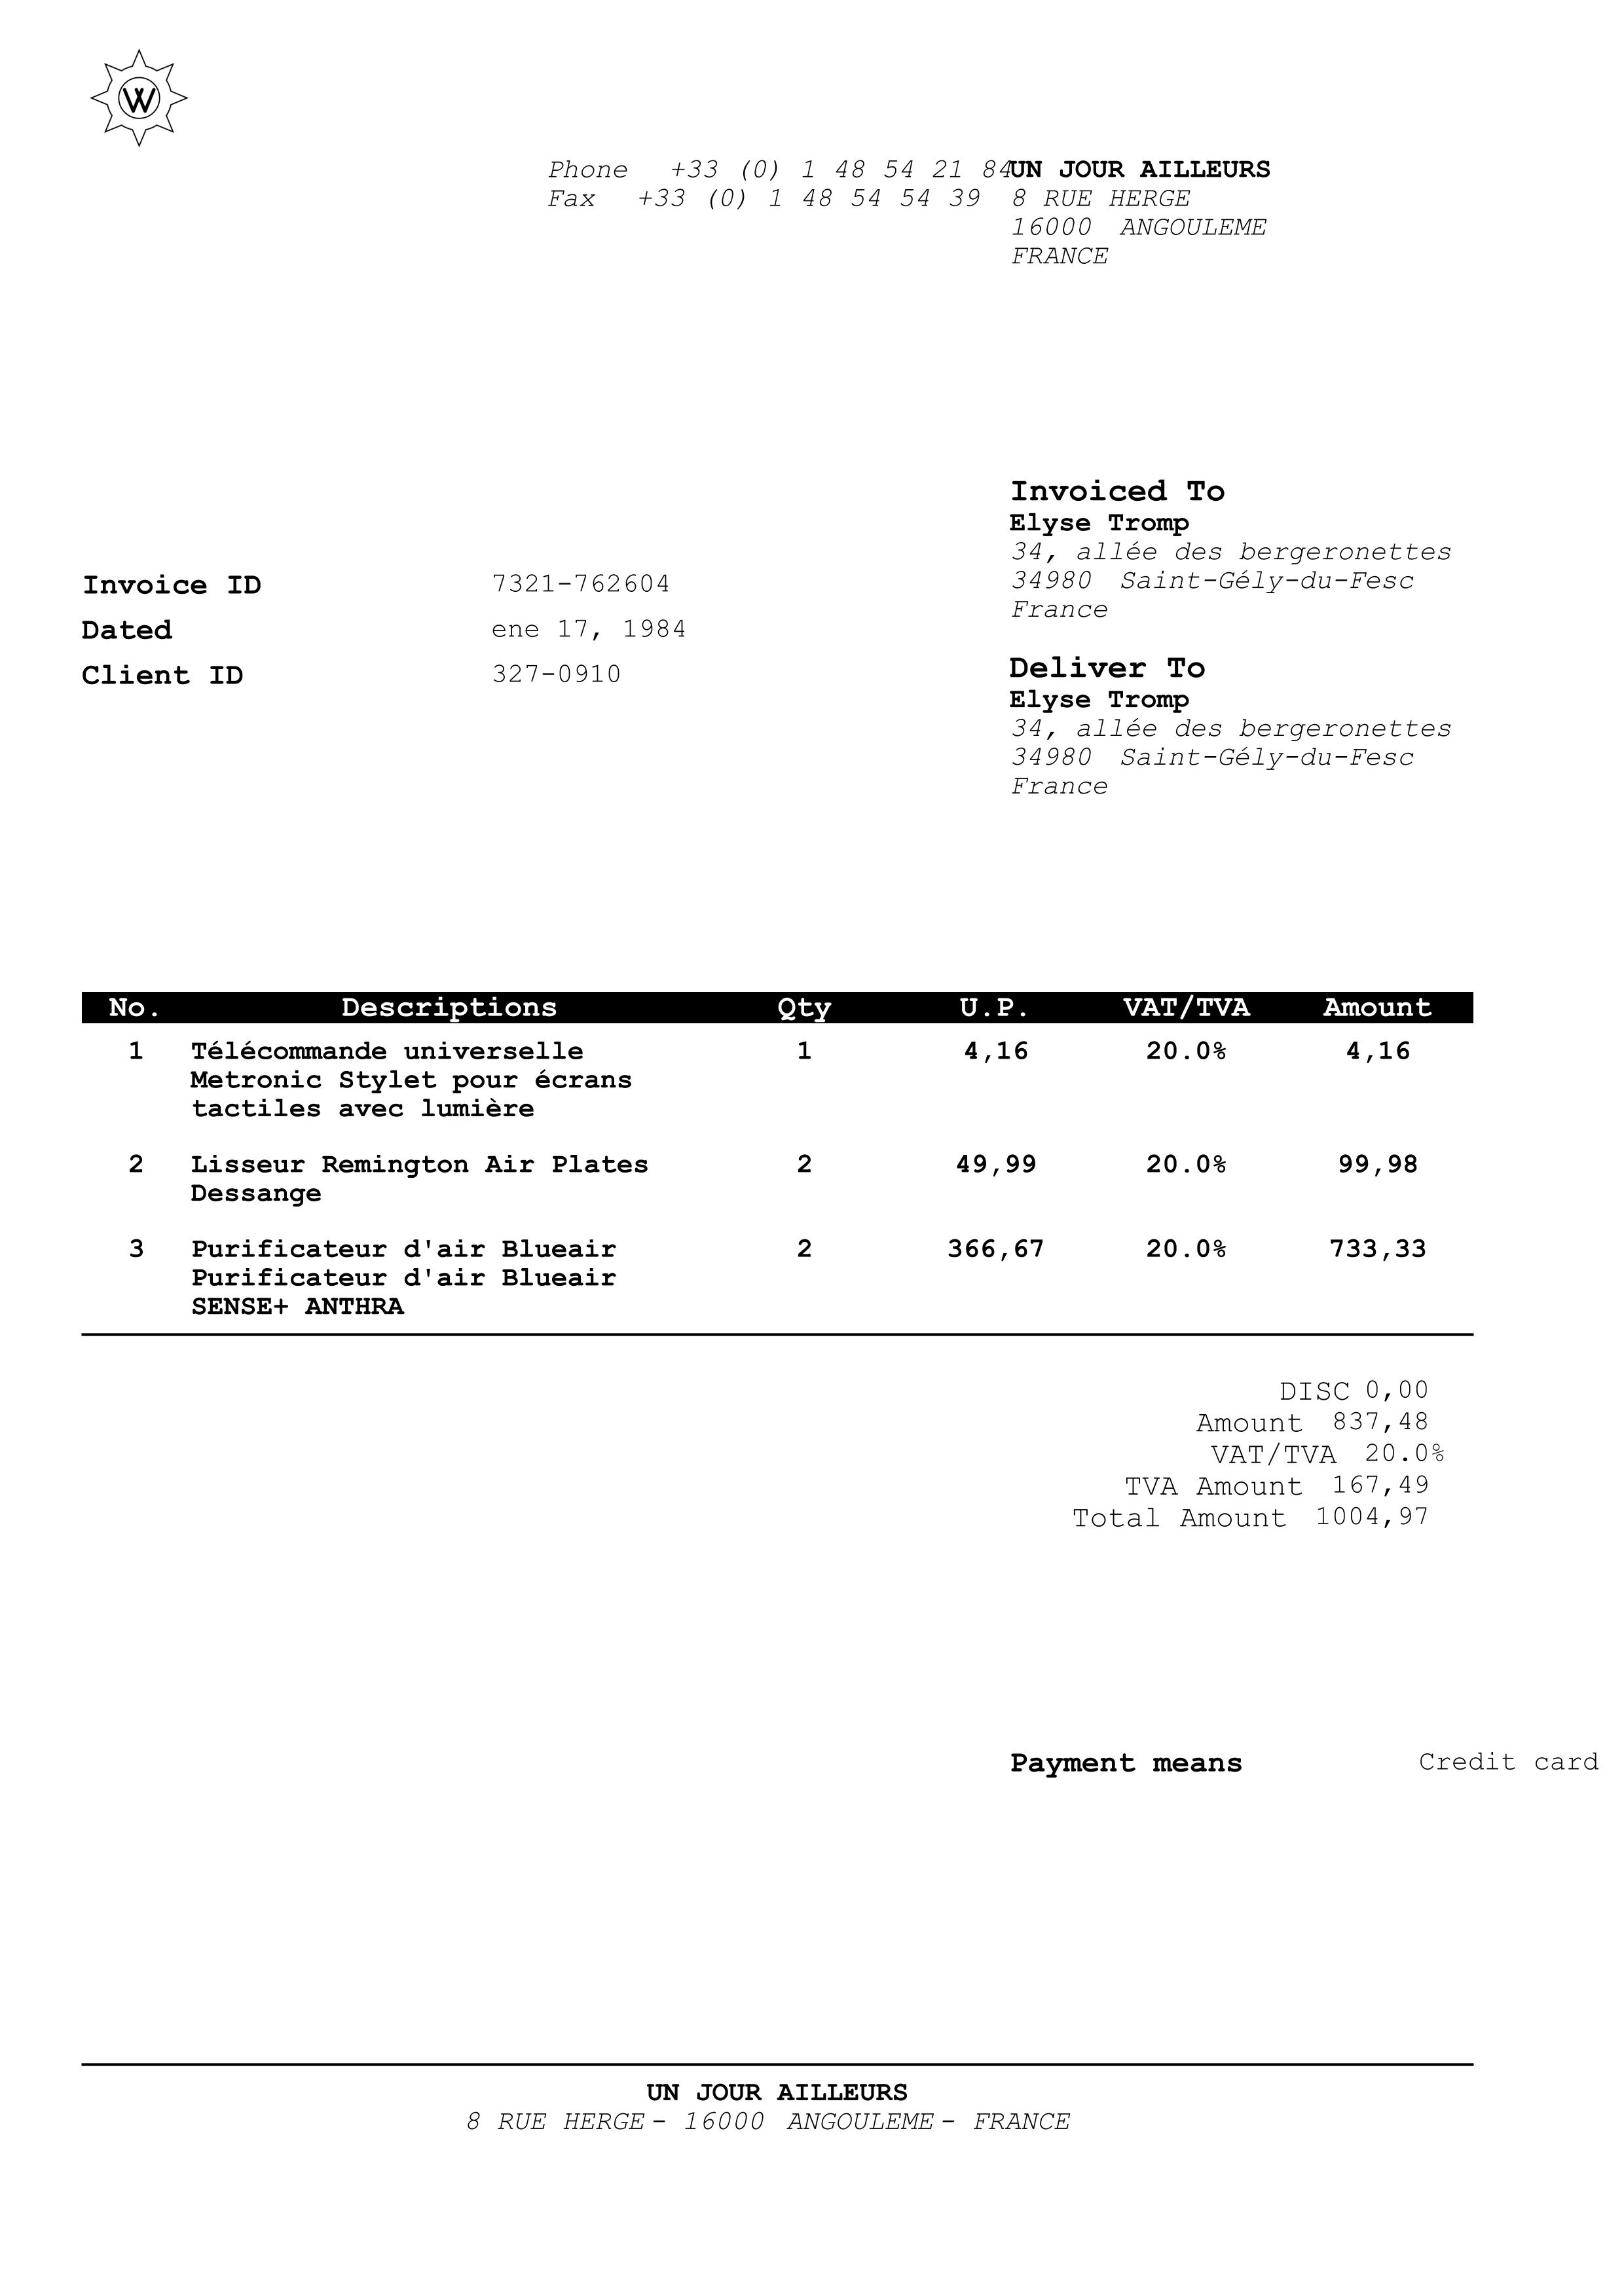 W
Phone +33 (0) 1 48 54 21 84
Fax +33 (0) 1 48 54 54 39
UN JOUR AILLEURS
8 RUE HERGE
16000 ANGOULEME
FRANCE
Invoiced To
Elyse Tromp
34, allée des bergeronettes
34980 Saint-Gély-du-Fesc
France
Invoice ID 7321-762604
Dated ene 17, 1984
Client ID 327-0910
Deliver To
Elyse Tromp
34, allée des bergeronettes
34980 Saint-Gély-du-Fesc
France
No. Descriptions Qty U.P. VAT/TVA Amount
1 Télécommande universelle 1 4,16 20.0% 4,16
Metronic Stylet pour écrans
tactiles avec lumière
2 Lisseur Remington Air Plates 2 49,99 20.0% 99,98
Dessange
3 Purificateur d'air Blueair 2 366,67 20.0% 733,33
Purificateur d'air Blueair
SENSE+ ANTHRA
DISC 0,00
Amount 837,48
VAT/TVA 20.0%
TVA Amount 167,49
Total Amount 1004,97
Payment means Credit card
UN JOUR AILLEURS
8 RUE HERGE - 16000 ANGOULEME - FRANCE